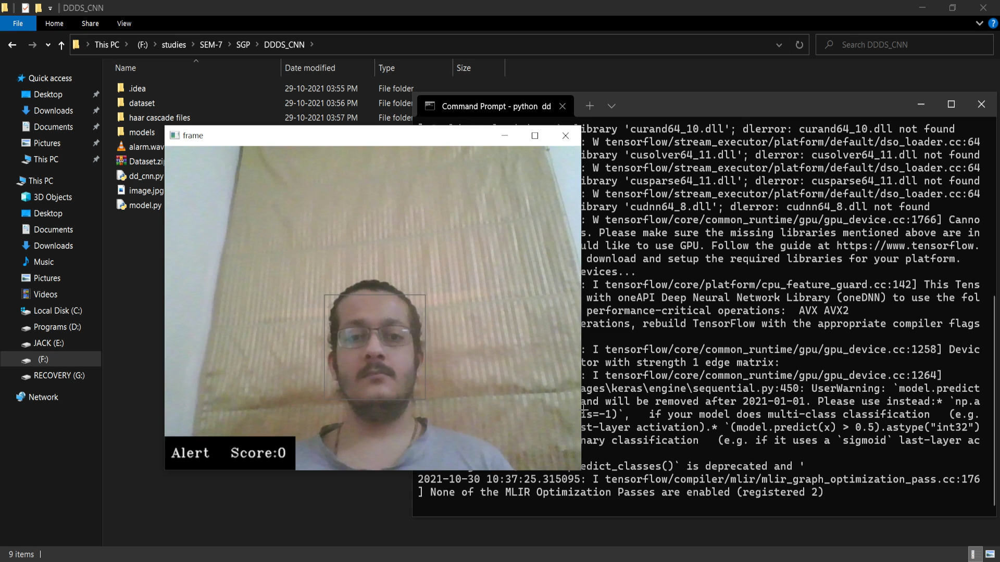 DDDS_CNN
File Home Share View
This PC (F:) studies SEM-7 SGP DDDS_CNN
Search DDDS_CNN
Name Date modified Type Size
Quick access
Desktop
Downloads
Documents
Pictures
This PC
This PC
3D Objects
Desktop
Documents
Downloads
Music
Pictures
Videos
Local Disk (C:)
Programs (D:)
JACK (E:)
(F:)
RECOVERY (G:)
Network
.idea 29-10-2021 03:55 PM File folder
dataset 29-10-2021 03:56 PM File folder
haar cascade files 29-10-2021 03:57 PM File folder
models
alarm.wav
Dataset.zi
dd_cnn.py
image.jpg
model.py
frame
Alert Score:0
Command Prompt - python dd
ibrary 'curand64_10.dll'; dlerror: curand64_10.dll not found
: W tensorflow/stream_executor/platform/default/dso_loader.cc:64
ibrary 'cusolver64_11.dll'; dlerror: cusolver64_11.dll not found
: W tensorflow/stream_executor/platform/default/dso_loader.cc:64
ibrary 'cusparse64_11.dll'; dlerror: cusparse64_11.dll not found
: W tensorflow/stream_executor/platform/default/dso_loader.cc:64
ibrary 'cudnn64_8.dll'; dlerror: cudnn64_8.dll not found
: W tensorflow/core/common_runtime/gpu/gpu_device.cc:1766] Canno
s. Please make sure the missing libraries mentioned above are in
uld like to use GPU. Follow the guide at https://www.tensorflow.
download and setup the required libraries for your platform.
evices...
: I tensorflow/core/platform/cpu_feature_guard.cc:142] This Tens
with oneAPI Deep Neural Network Library (oneDNN) to use the fol
performance-critical operations: AVX AVX2
erations, rebuild TensorFlow with the appropriate compiler flags
: I tensorflow/core/common_runtime/gpu/gpu_device.cc:1258] Devic
tor with strength 1 edge matrix:
: I tensorflow/core/common_runtime/gpu/gpu_device.cc:1264]
ages\keras\engine\sequential.py:450: UserWarning: `model.predict
and will be removed after 2021-01-01. Please use instead:* `np.a
is=-1)`, if your model does multi-class classification (e.g.
st-layer activation).* `(model.predict(x) > 0.5).astype("int32")
nary classification (e.g. if it uses a `sigmoid` last-layer ac
edict_classes()` is deprecated and '
2021-10-30 10:37:25.315095: I tensorflow/compiler/mlir/mlir_graph_optimization_pass.cc:176
] None of the MLIR Optimization Passes are enabled (registered 2)
9 items